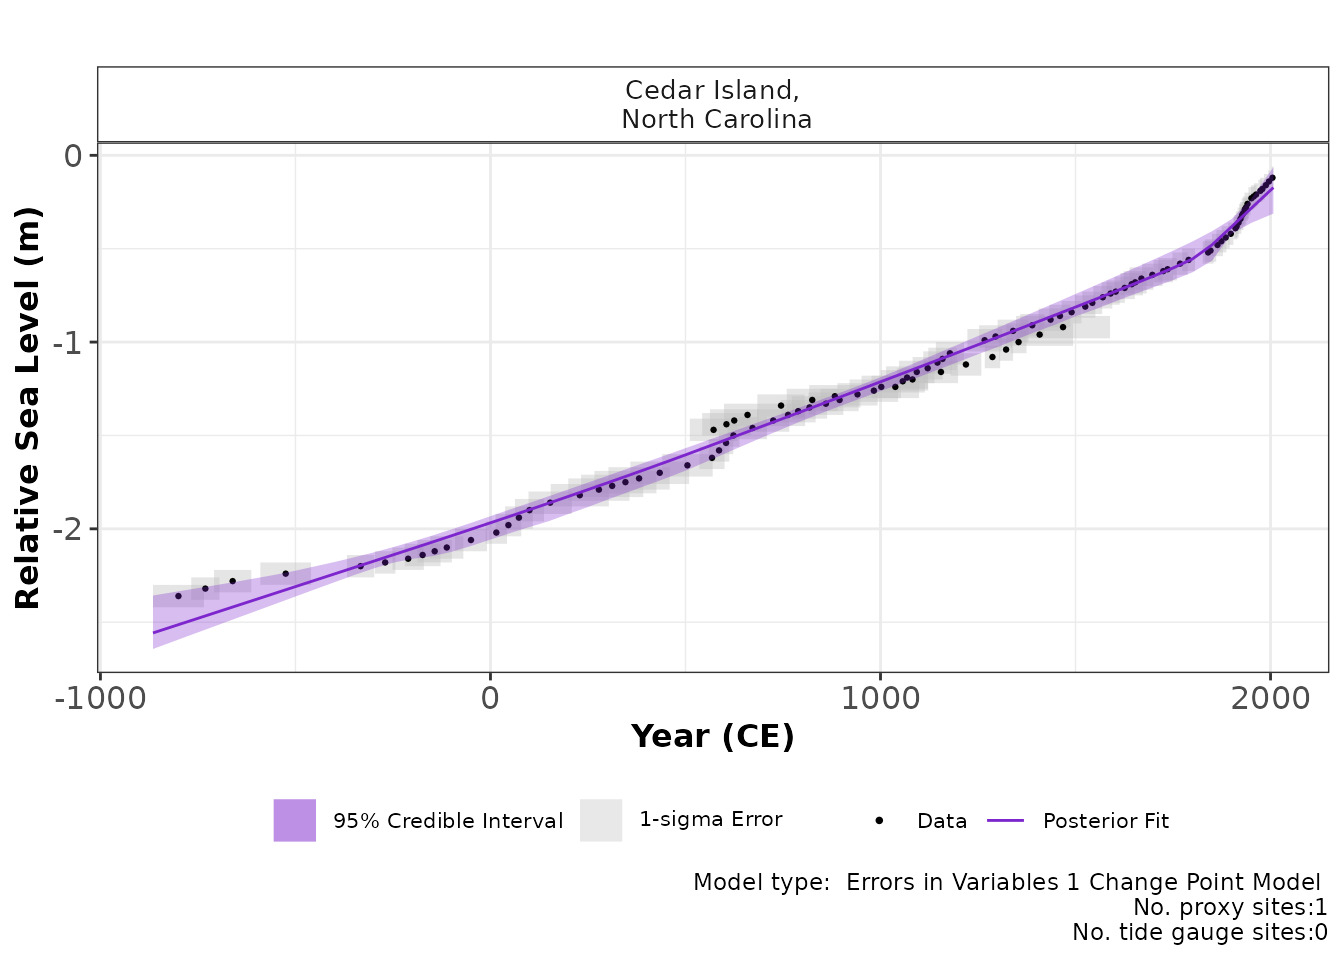 Cedar Island,
North Carolina
Relative Sea Level (m)
0
-1
-2
-1000
0
1000
2000
Year (CE)
95% Credible Interval
1-sigma Error
Data
Posterior Fit
Model type:  Errors in Variables 1 Change Point Model
No. proxy sites:1
No. tide gauge sites:0